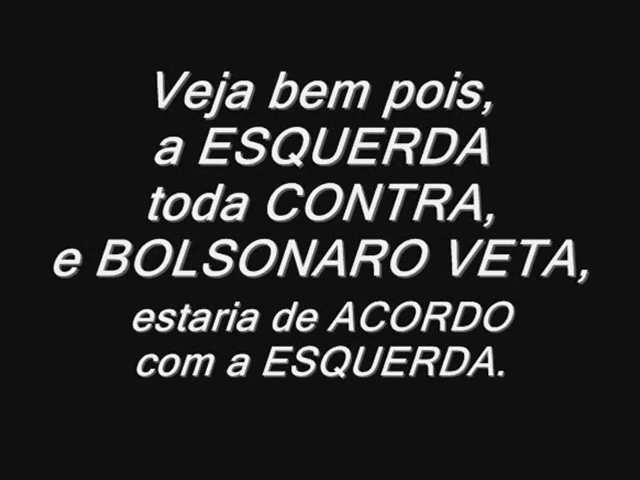 Veja bem pois,
a ESQUERDA
toda CONTRA,
e BOLSONARO VETA,
estaria de ACORDO
com a ESQUERDA.